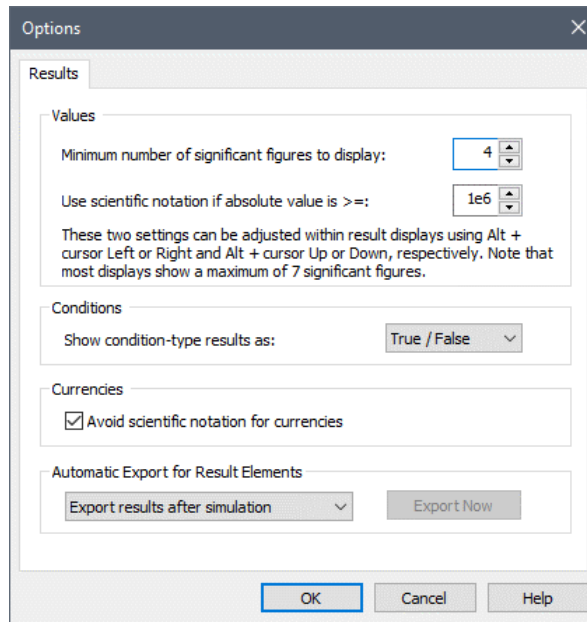 Options
Results
Values
Minimum number of significant figures to display: 4
Use scientific notation if absolute value is >=: 1e6
These two settings can be adjusted within result displays using Alt +
cursor Left or Right and Alt + cursor Up or Down, respectively. Note that
most displays show a maximum of 7 significant figures.
Conditions
Show condition-type results as: True / False
Currencies
Avoid scientific notation for currencies
Automatic Export for Result Elements
Export results after simulation Export Now
OK Cancel Help